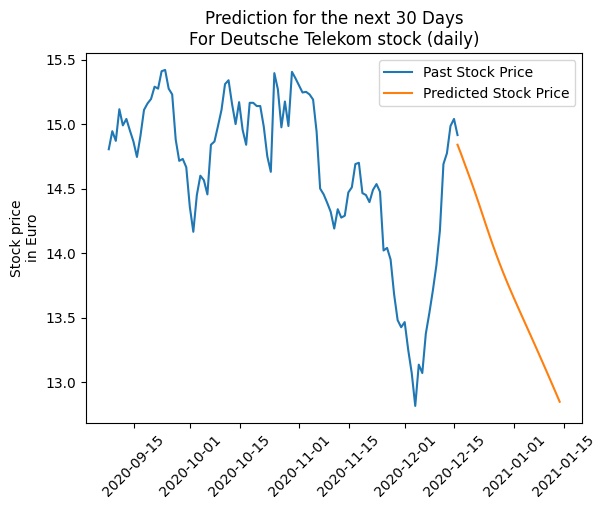 Prediction for the next 30 Days
For Deutsche Telekom stock (daily)
Past Stock Price
Predicted Stock Price
Stock price
in Euro
15.5
15.0
14.5
14.0
13.5
13.0
2020-09-15
2020-10-01
2020-10-15
2020-11-01
2020-11-15
2020-12-01
2020-12-15
2021-01-01
2021-01-15